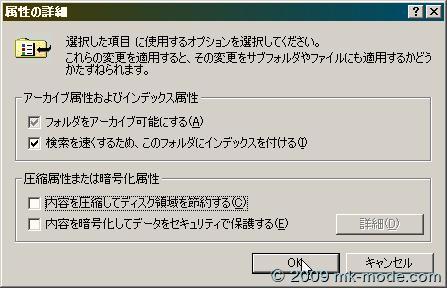 属性の詳細
選択した項目 に使用するオプションを選択してください。
これらの変更を適用すると、その変更をサブフォルダやファイルにも適用するかどう
かたずねられます。
アーカイブ属性およびインデックス属性
フォルダをアーカイブ可能にする(A)
検索を速くするため、このフォルダにインデックスを付ける(I)
圧縮属性または暗号化属性
内容を圧縮してディスク領域を節約する(C)
内容を暗号化してデータをセキュリティで保護する(E)
詳細(D)
OK
キャンセル
© 2009 mk-mode.com